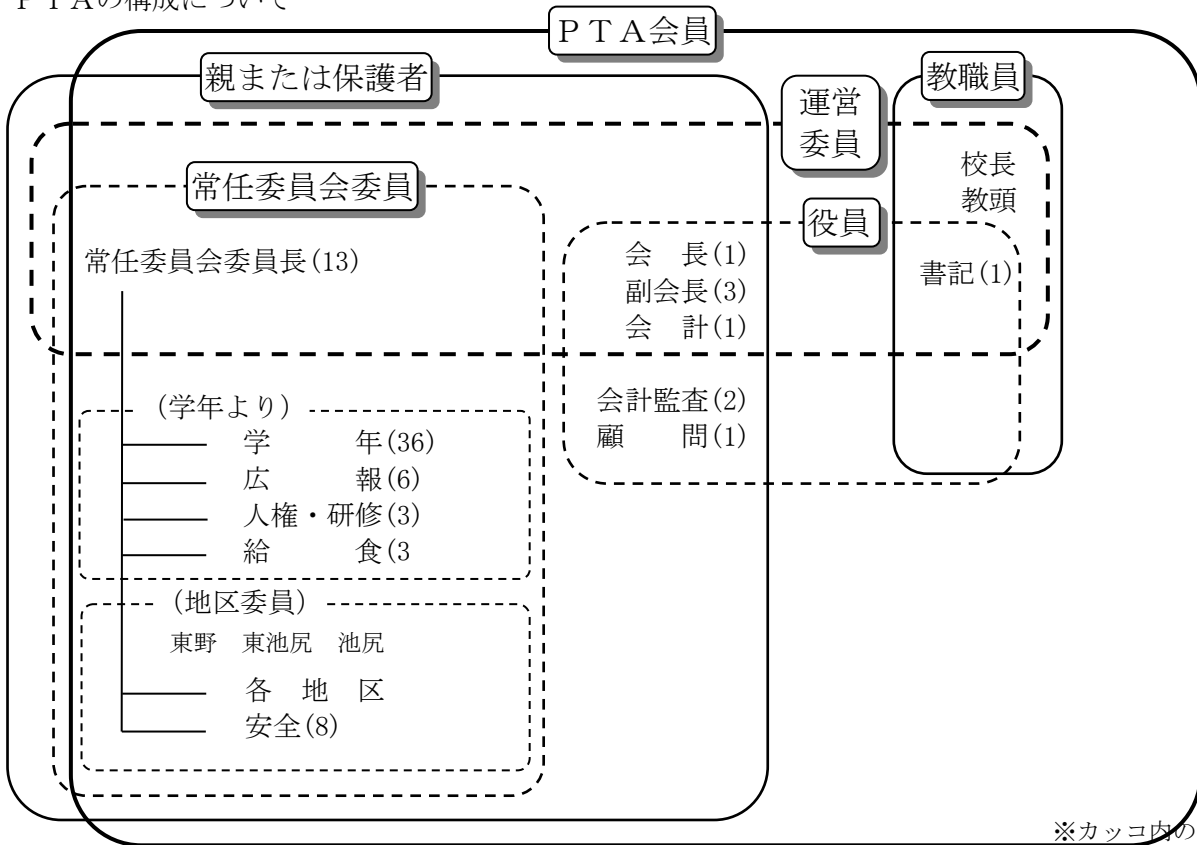 PTAの構成について
PTA会員
親または保護者
教職員
運営
委員
校長
教頭
常任委員会委員
役員
常任委員会委員長(13)
会　長(1)
副会長(3)
会　計(1)
書記(1)
会計監査(2)
顧　問(1)
(学年より)
学　年(36)
広　報(6)
人権・研修(3)
給　食(3
(地区委員)
東野　東池尻　池尻
各　地　区
安全(8)
※カッコ内の